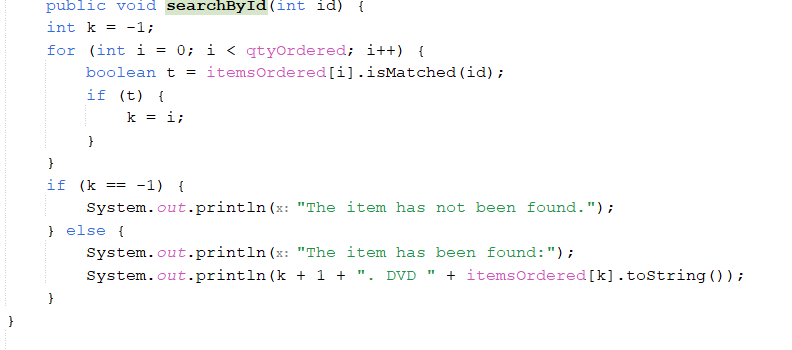 public void searchById(int id) {
int k = -1;
for (int i = 0; i < qtyOrdered; i++) {
boolean t = itemsOrdered[i].isMatched(id);
if (t) {
k = i;
}
}
if (k == -1) {
System.out.println(x: "The item has not been found.");
} else {
System.out.println(x: "The item has been found:");
System.out.println(k + 1 + ". DVD " + itemsOrdered[k].toString());
}
}